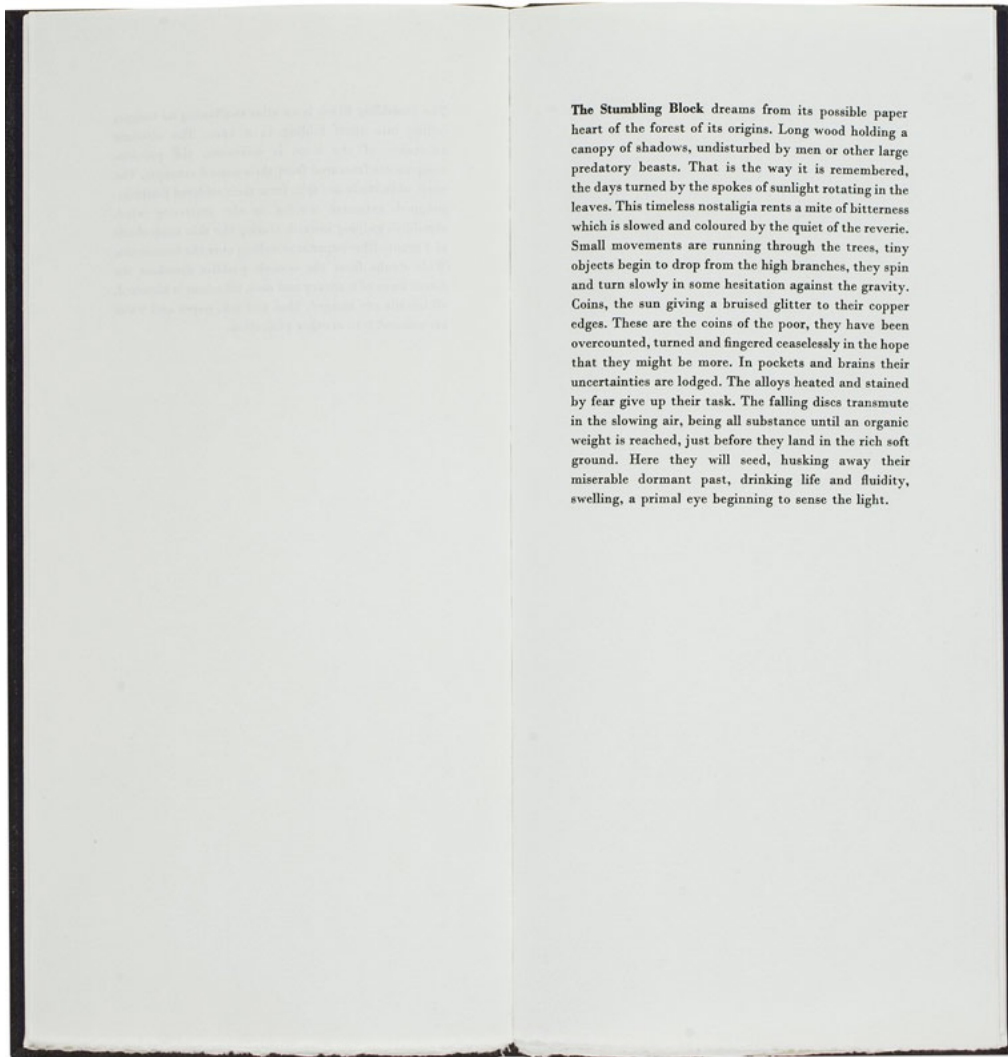 The Stumbling Block dreams from its possible paper
heart of the forest of its origins. Long wood holding a
canopy of shadows, undisturbed by men or other large
predatory beasts. That is the way it is remembered,
the days turned by the spokes of sunlight rotating in the
leaves. This timeless nostaligia rents a mite of bitterness
which is slowed and coloured by the quiet of the reverie.
Small movements are running through the trees, tiny
objects begin to drop from the high branches, they spin
and turn slowly in some hesitation against the gravity.
Coins, the sun giving a bruised glitter to their copper
edges. These are the coins of the poor, they have been
overcounted, turned and fingered ceaselessly in the hope
that they might be more. In pockets and brains their
uncertainties are lodged. The alloys heated and stained
by fear give up their task. The falling discs transmute
in the slowing air, being all substance until an organic
weight is reached, just before they land in the rich soft
ground. Here they will seed, husking away their
miserable dormant past, drinking life and fluidity,
swelling, a primal eye beginning to sense the light.